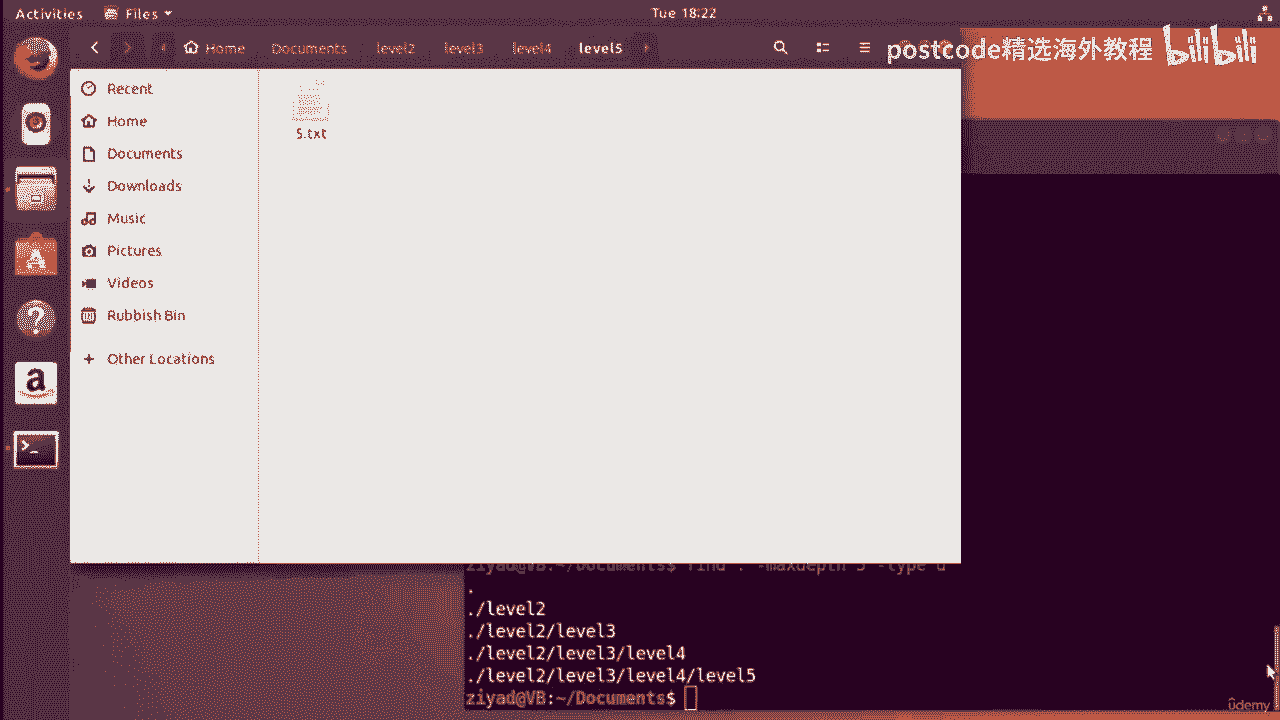 Activities Files Tue 18:22
Home Documents level2 level3 level4 level5
postcode精选海外教程 bilibili
Recent
5.txt
Home
Documents
Downloads
Music
Pictures
Videos
Rubbish Bin
Other Locations
ziyad@VB:~/Documents$ find . -maxdepth 5 -type d
.
./level2
./level2/level3
./level2/level3/level4
./level2/level3/level4/level5
ziyad@VB:~/Documents$
ûdemy